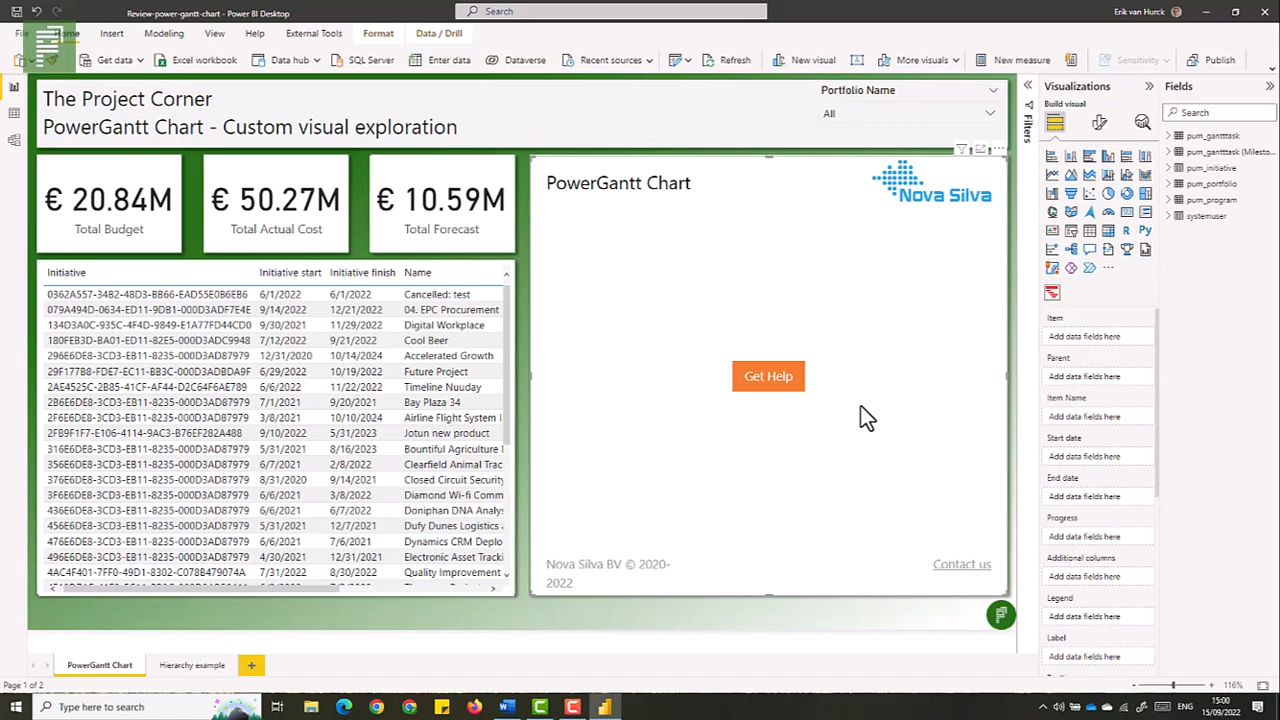 Review-power-gantt-chart - Power BI Desktop
Search
Erik van Hurck
File Home Insert Modeling View Help External Tools Format Data / Drill
Get data Excel workbook Data hub SQL Server Enter data Dataverse Recent sources Refresh New visual More visuals New measure Sensitivity Publish
The Project Corner
PowerGantt Chart - Custom visual exploration
Portfolio Name
All
€ 20.84M
Total Budget
€ 50.27M
Total Actual Cost
€ 10.59M
Total Forecast
Initiative Initiative start Initiative finish Name
0362A557-34B2-48D3-BB66-EAD55E0B6EB6 6/1/2022 6/1/2022 Cancelled: test
079A494D-0634-ED11-9DB1-000D3ADF7E4E 9/14/2022 12/21/2022 04. EPC Procurement
134D3A0C-935C-4F4D-9849-E1A77FD44CD0 9/30/2021 11/29/2022 Digital Workplace
180FEB3D-BA01-ED11-82E5-000D3ADC9948 7/12/2022 9/21/2022 Cool Beer
296E6DE8-3CD3-EB11-8235-000D3AD87979 12/31/2020 10/14/2024 Accelerated Growth
29F177B8-FDE7-EC11-BB3C-000D3AD87979 6/29/2022 10/19/2022 Future Project
2A1E525C-2B85-41CF-AF44-D2C64F6AE789 6/6/2022 11/22/2022 Timeline Nuuday
2B6E6DE8-3CD3-EB11-8235-000D3AD87979 7/1/2021 9/20/2021 Bay Plaza 34
2F6E6DE8-3CD3-EB11-8235-000D3AD87979 3/8/2021 10/10/2024 Airline Flight System I
2FB9F1F7-E106-4114-9AC3-B76EF282A488 9/10/2022 5/31/2023 Jotun new product
316E6DE8-3CD3-EB11-8235-000D3AD87979 5/31/2021 8/16/2023 Bountiful Agriculture I
356E6DE8-3CD3-EB11-8235-000D3AD87979 6/7/2021 2/8/2022 Clearfield Animal Trac
376E6DE8-3CD3-EB11-8235-000D3AD87979 8/31/2020 9/14/2021 Closed Circuit Security
3F6E6DE8-3CD3-EB11-8235-000D3AD87979 6/6/2021 3/8/2022 Diamond Wi-fi Comm
436E6DE8-3CD3-EB11-8235-000D3AD87979 6/6/2021 6/7/2022 Doniphan DNA Analys
456E6DE8-3CD3-EB11-8235-000D3AD87979 5/31/2021 12/7/2021 Dufy Dunes Logistics
476E6DE8-3CD3-EB11-8235-000D3AD87979 6/6/2021 7/6/2021 Dynamics CRM Deplo
496E6DE8-3CD3-EB11-8235-000D3AD87979 4/30/2021 12/31/2021 Electronic Asset Tracki
4AC4F401-7FF0-49D1-8302-C078B479074A 7/31/2022 8/30/2022 Quality Improvement
PowerGantt Chart
Nova Silva
Get Help
Nova Silva BV © 2020-
2022
Contact us
Filters
Visualizations
Build visual
Item
Add data fields here
Parent
Add data fields here
Item Name
Add data fields here
Start date
Add data fields here
End date
Add data fields here
Progress
Add data fields here
Additional columns
Add data fields here
Legend
Add data fields here
Label
Add data fields here
Fields
Search
pum_gantttask
pum_gantttask (Milesto...
pum_initiative
pum_portfolio
pum_program
systemuser
PowerGantt Chart Hierarchy example
Page 1 of 2
116%
Type here to search
15:00
15/09/2022